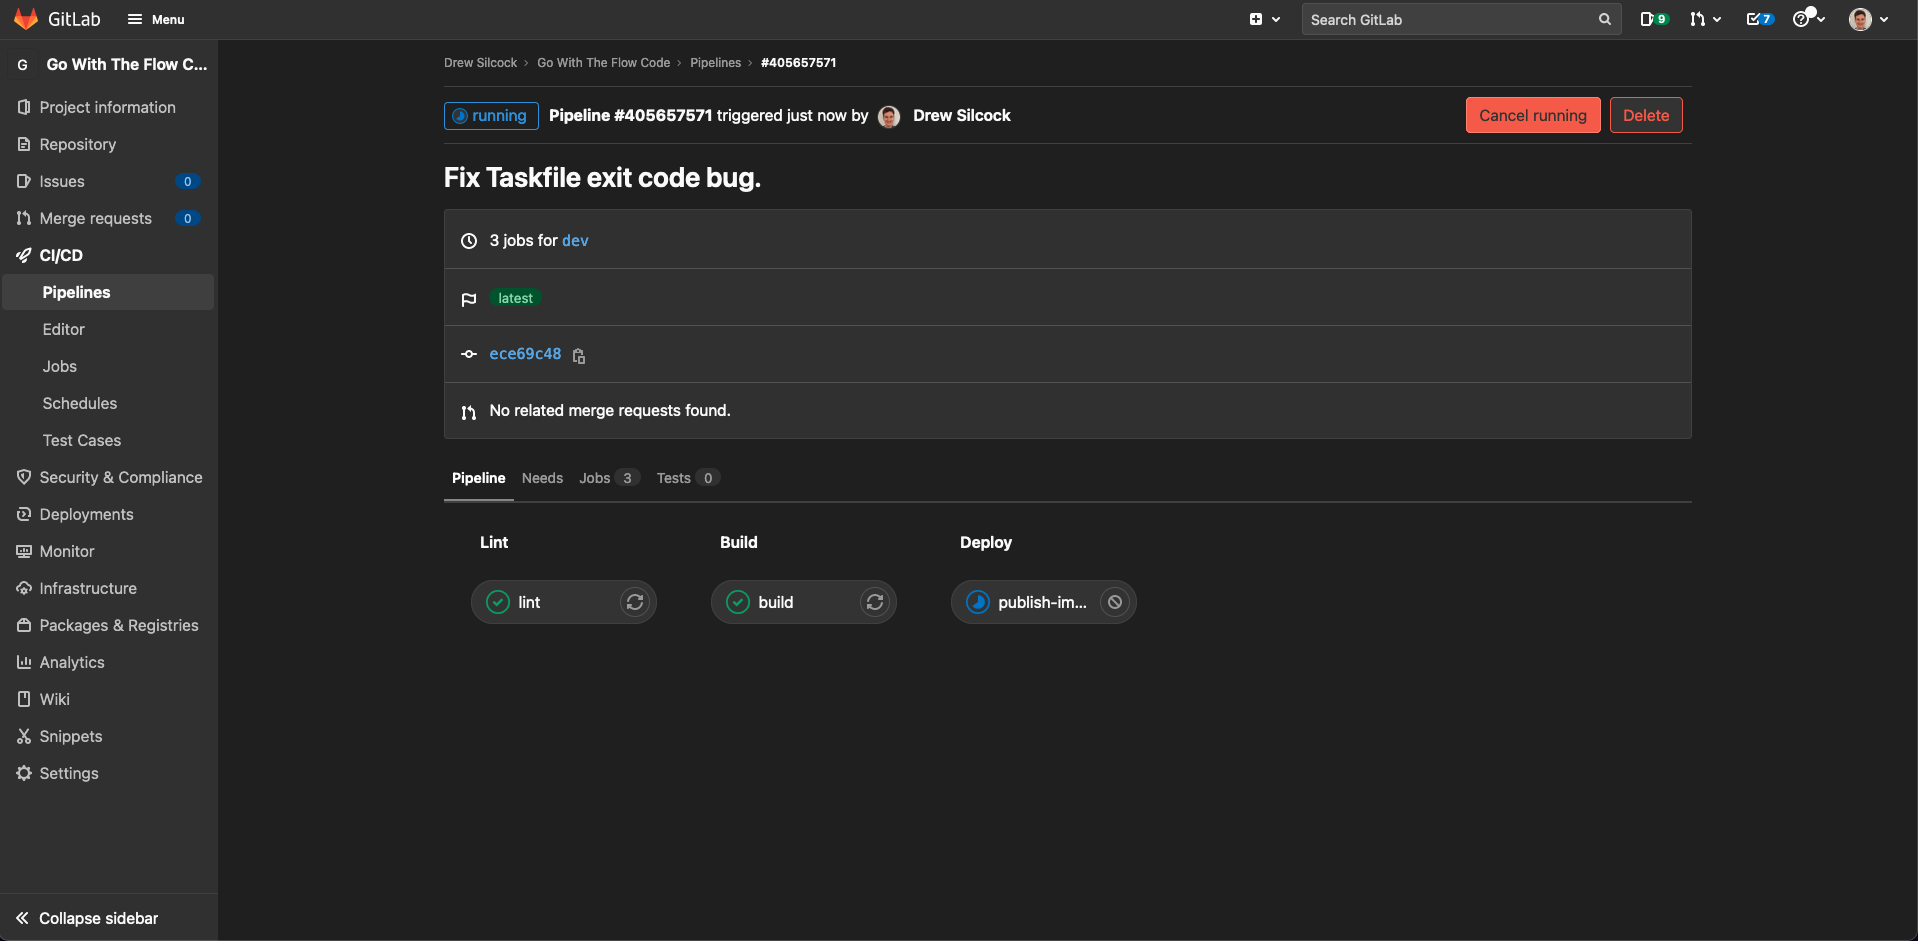 GitLab
Menu
Search GitLab
9
7
G
Go With The Flow C...
Project information
Repository
Issues 0
Merge requests 0
CI/CD
Pipelines
Editor
Jobs
Schedules
Test Cases
Security & Compliance
Deployments
Monitor
Infrastructure
Packages & Registries
Analytics
Wiki
Snippets
Settings
Collapse sidebar
Drew Silcock › Go With The Flow Code › Pipelines › #405657571
running Pipeline #405657571 triggered just now by Drew Silcock
Cancel running Delete
Fix Taskfile exit code bug.
3 jobs for dev
latest
ece69c48
No related merge requests found.
Pipeline Needs Jobs 3 Tests 0
Lint Build Deploy
lint build publish-im...